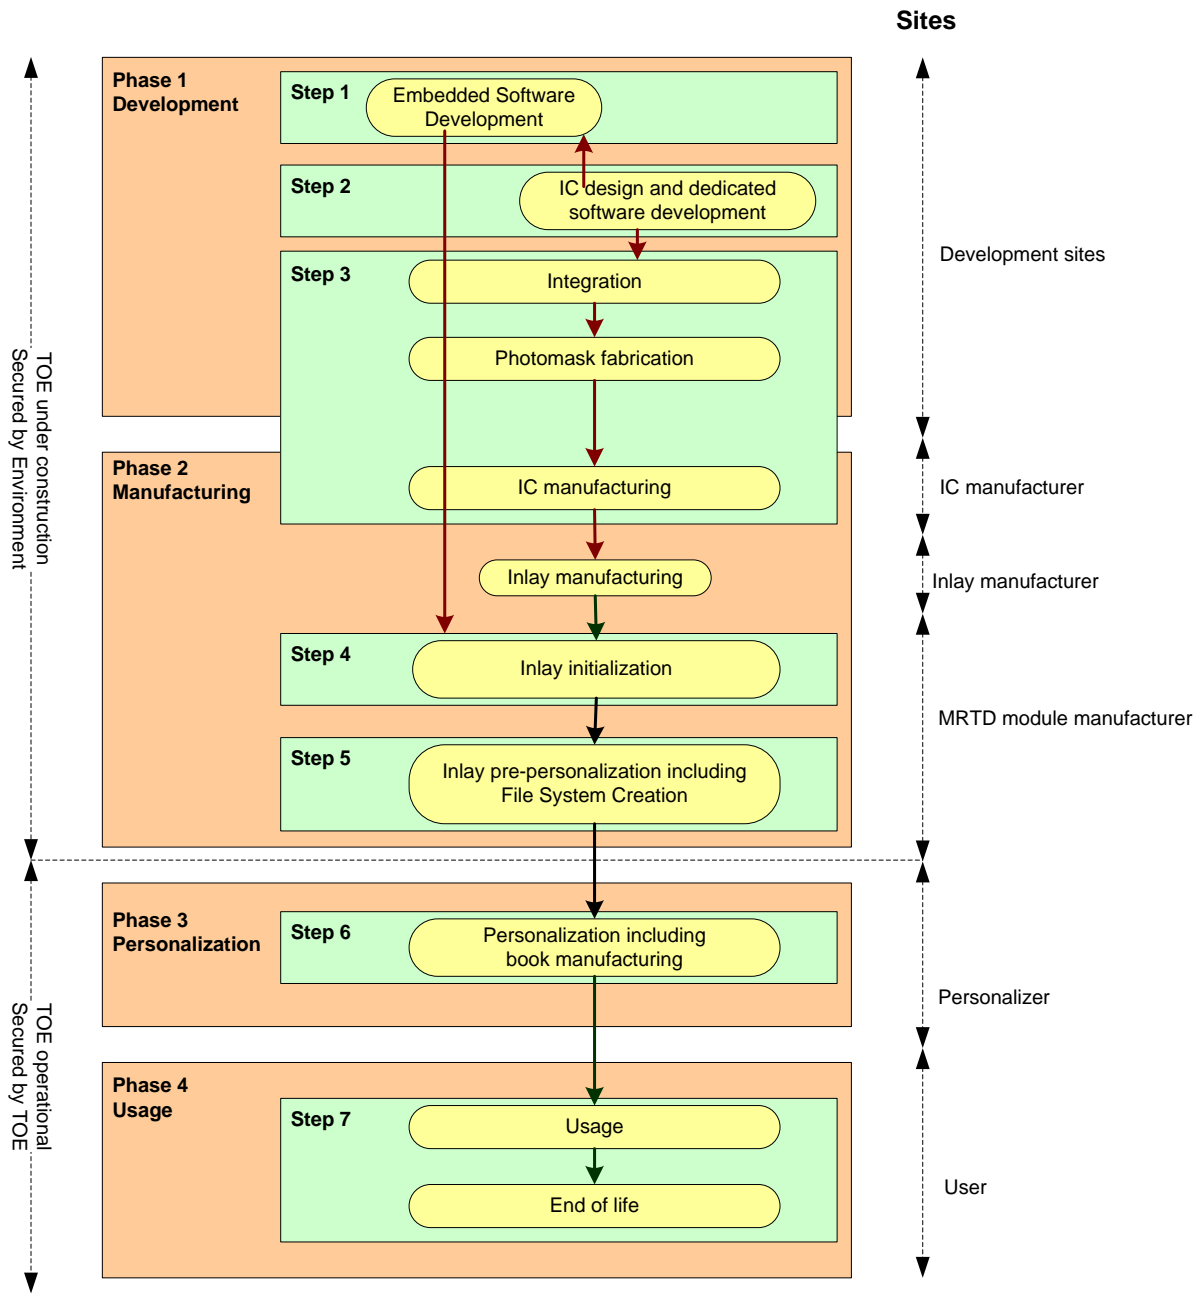 Sites
Phase 1
Development
Step 1
Embedded Software
Development
Step 2
IC design and dedicated
software development
Step 3
Integration
Photomask fabrication
Development sites
TOE under construction
Secured by Environment
Phase 2
Manufacturing
IC manufacturing
IC manufacturer
Inlay manufacturing
Inlay manufacturer
Step 4
Inlay initialization
MRTD module manufacturer
Step 5
Inlay pre-personalization including
File System Creation
Phase 3
Personalization
Step 6
Personalization including
book manufacturing
Personalizer
TOE operational
Secured by TOE
Phase 4
Usage
Step 7
Usage
End of life
User